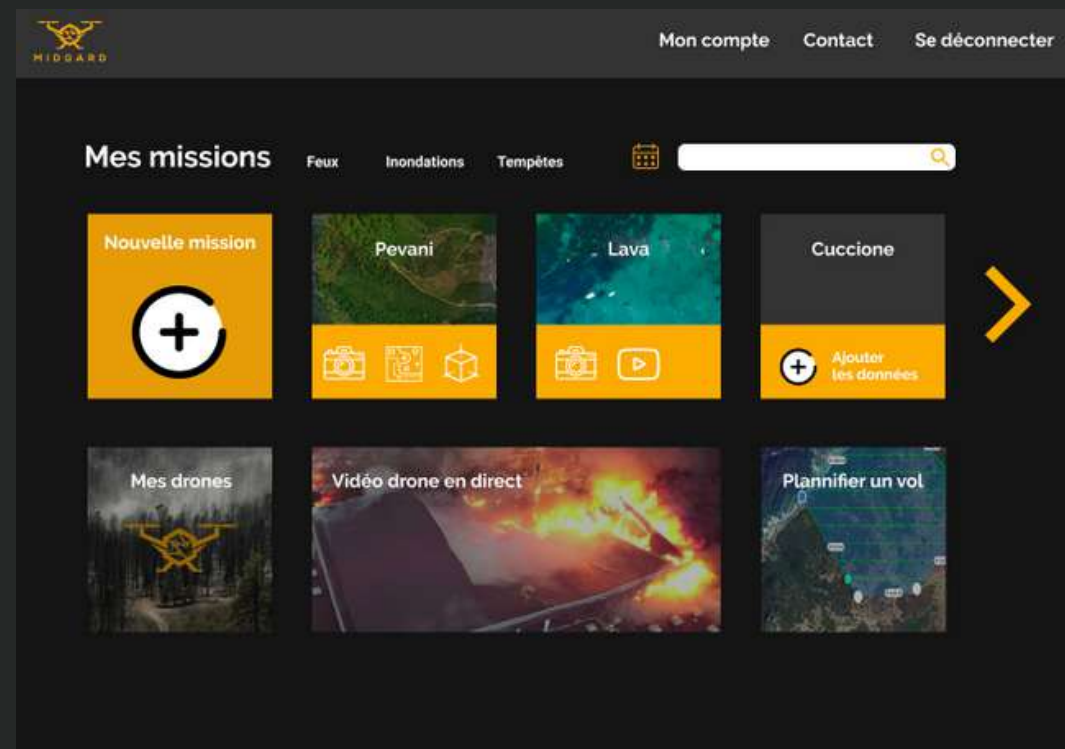 MIDGARD
Mon compte Contact Se déconnecter
Mes missions Feux Inondations Tempêtes
Nouvelle mission
Pevani
Lava
Cuccione
Ajouter
les données
Mes drones
Vidéo drone en direct
Plannifier un vol